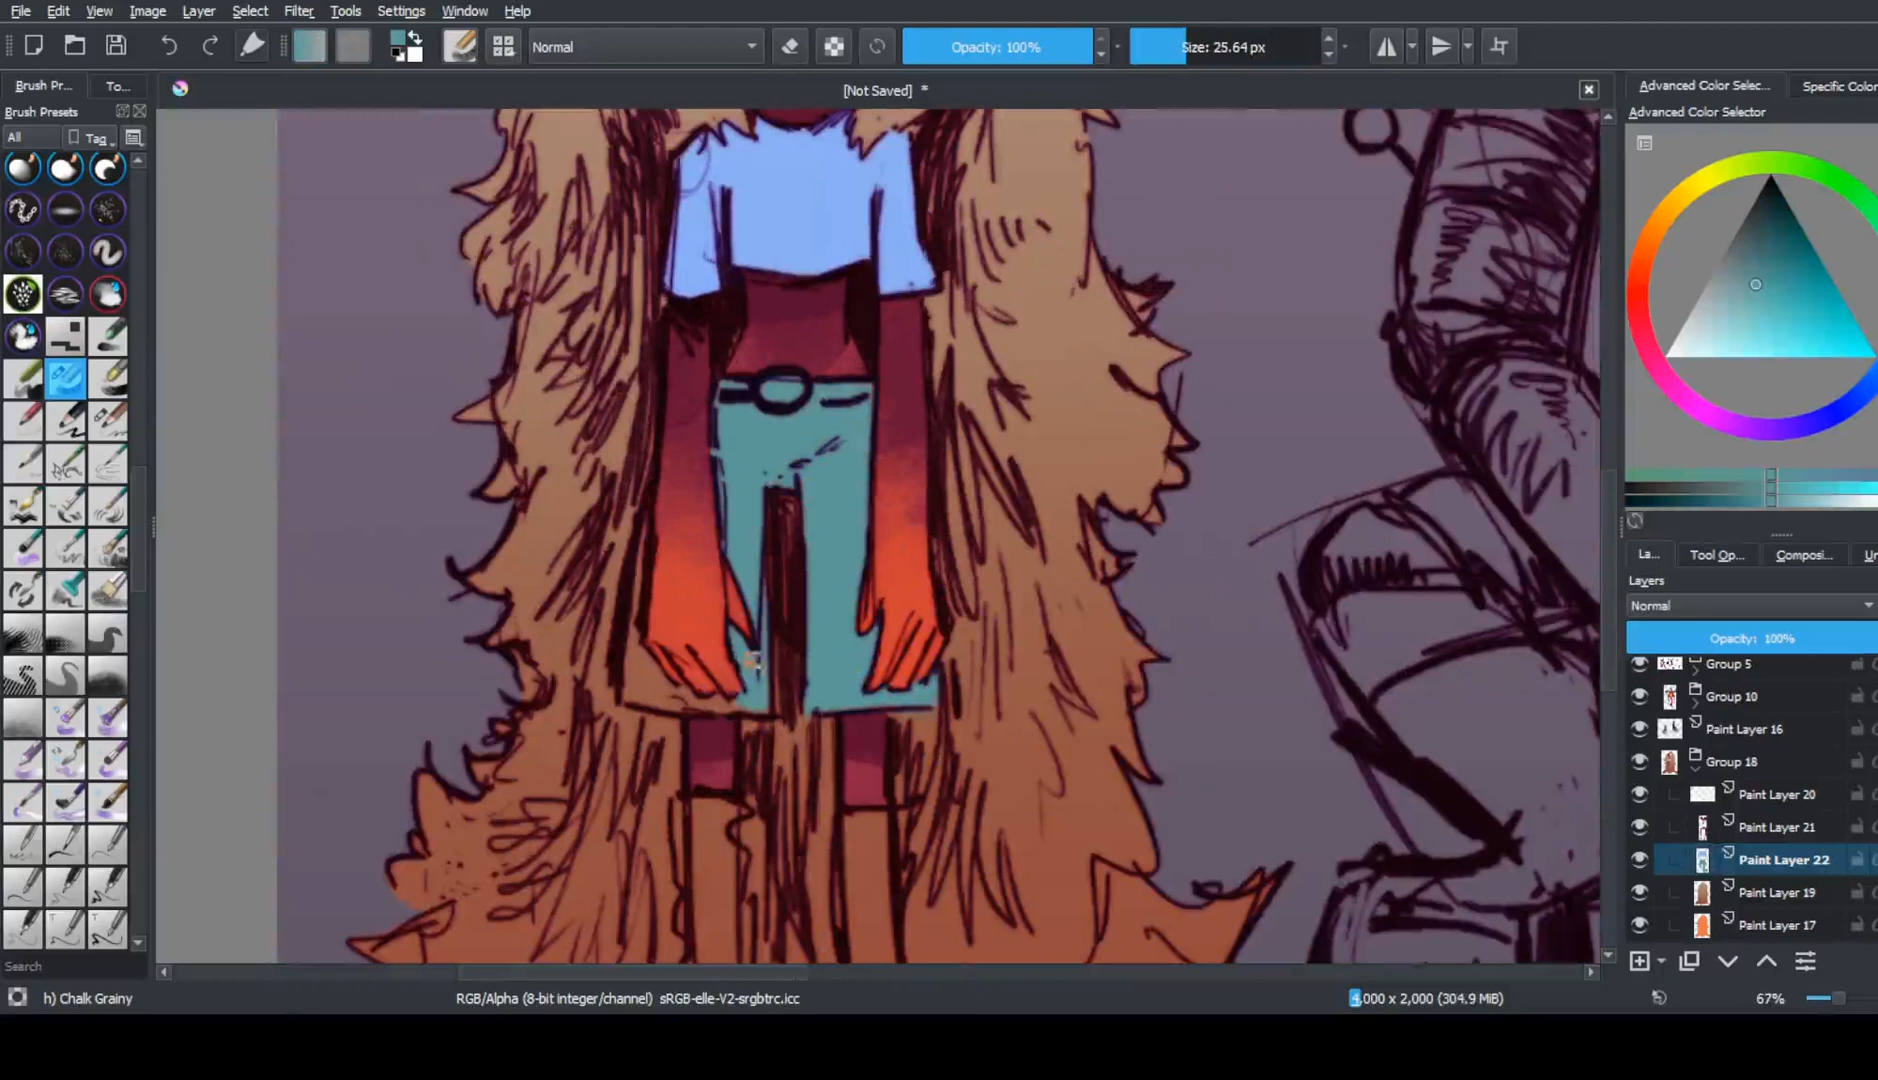 File Edit View Image Layer Select Filter Tools Settings Window Help
Normal Opacity: 100% Size: 25.64 px
Brush Pr... To... [Not Saved] * Advanced Color Selec... Specific Color
Brush Presets Advanced Color Selector
All Tag
La... Tool Op... Composi... Un
Layers
Normal
Opacity: 100%
Group 5
Group 10
Paint Layer 16
Group 18
Paint Layer 20
Paint Layer 21
Paint Layer 22
Paint Layer 19
Paint Layer 17
Search
h) Chalk Grainy RGB/Alpha (8-bit integer/channel) sRGB-elle-V2-srgbtrc.icc 4,000 x 2,000 (304.9 MiB) 67%